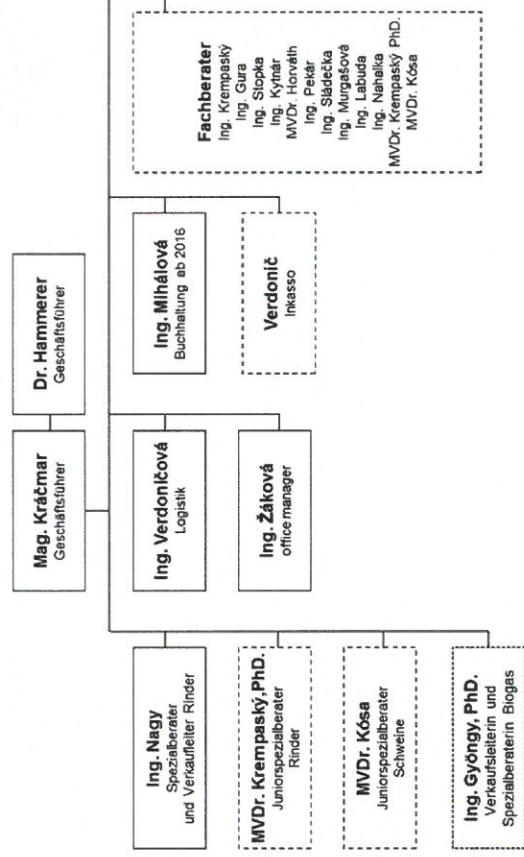 Mag. Kráčmar
Geschäftsführer
Dr. Hammerer
Geschäftsführer
Ing. Nagy
Spezialberater
und Verkaufleiter Rinder
MVDr. Krempaský,PhD.
Juniorspezialberater
Rinder
MVDr. Kósa
Juniorspezialberater
Schweine
Ing. Gyöngy, PhD.
Verkaufsleiterin und
Spezialberaterin Biogas
Ing. Verdoničová
Logistik
Ing. Žáková
office manager
Ing. Mihálová
Buchhaltung ab 2016
Verdonič
Inkasso
Fachberater
Ing. Krempaský
Ing. Gura
Ing. Stopka
Ing. Kytnár
MVDr. Horváth
Ing. Pekár
Ing. Sládečka
Ing. Murgašová
Ing. Labuda
Ing. Nahalka
MVDr. Krempaský PhD.
MVDr. Kósa